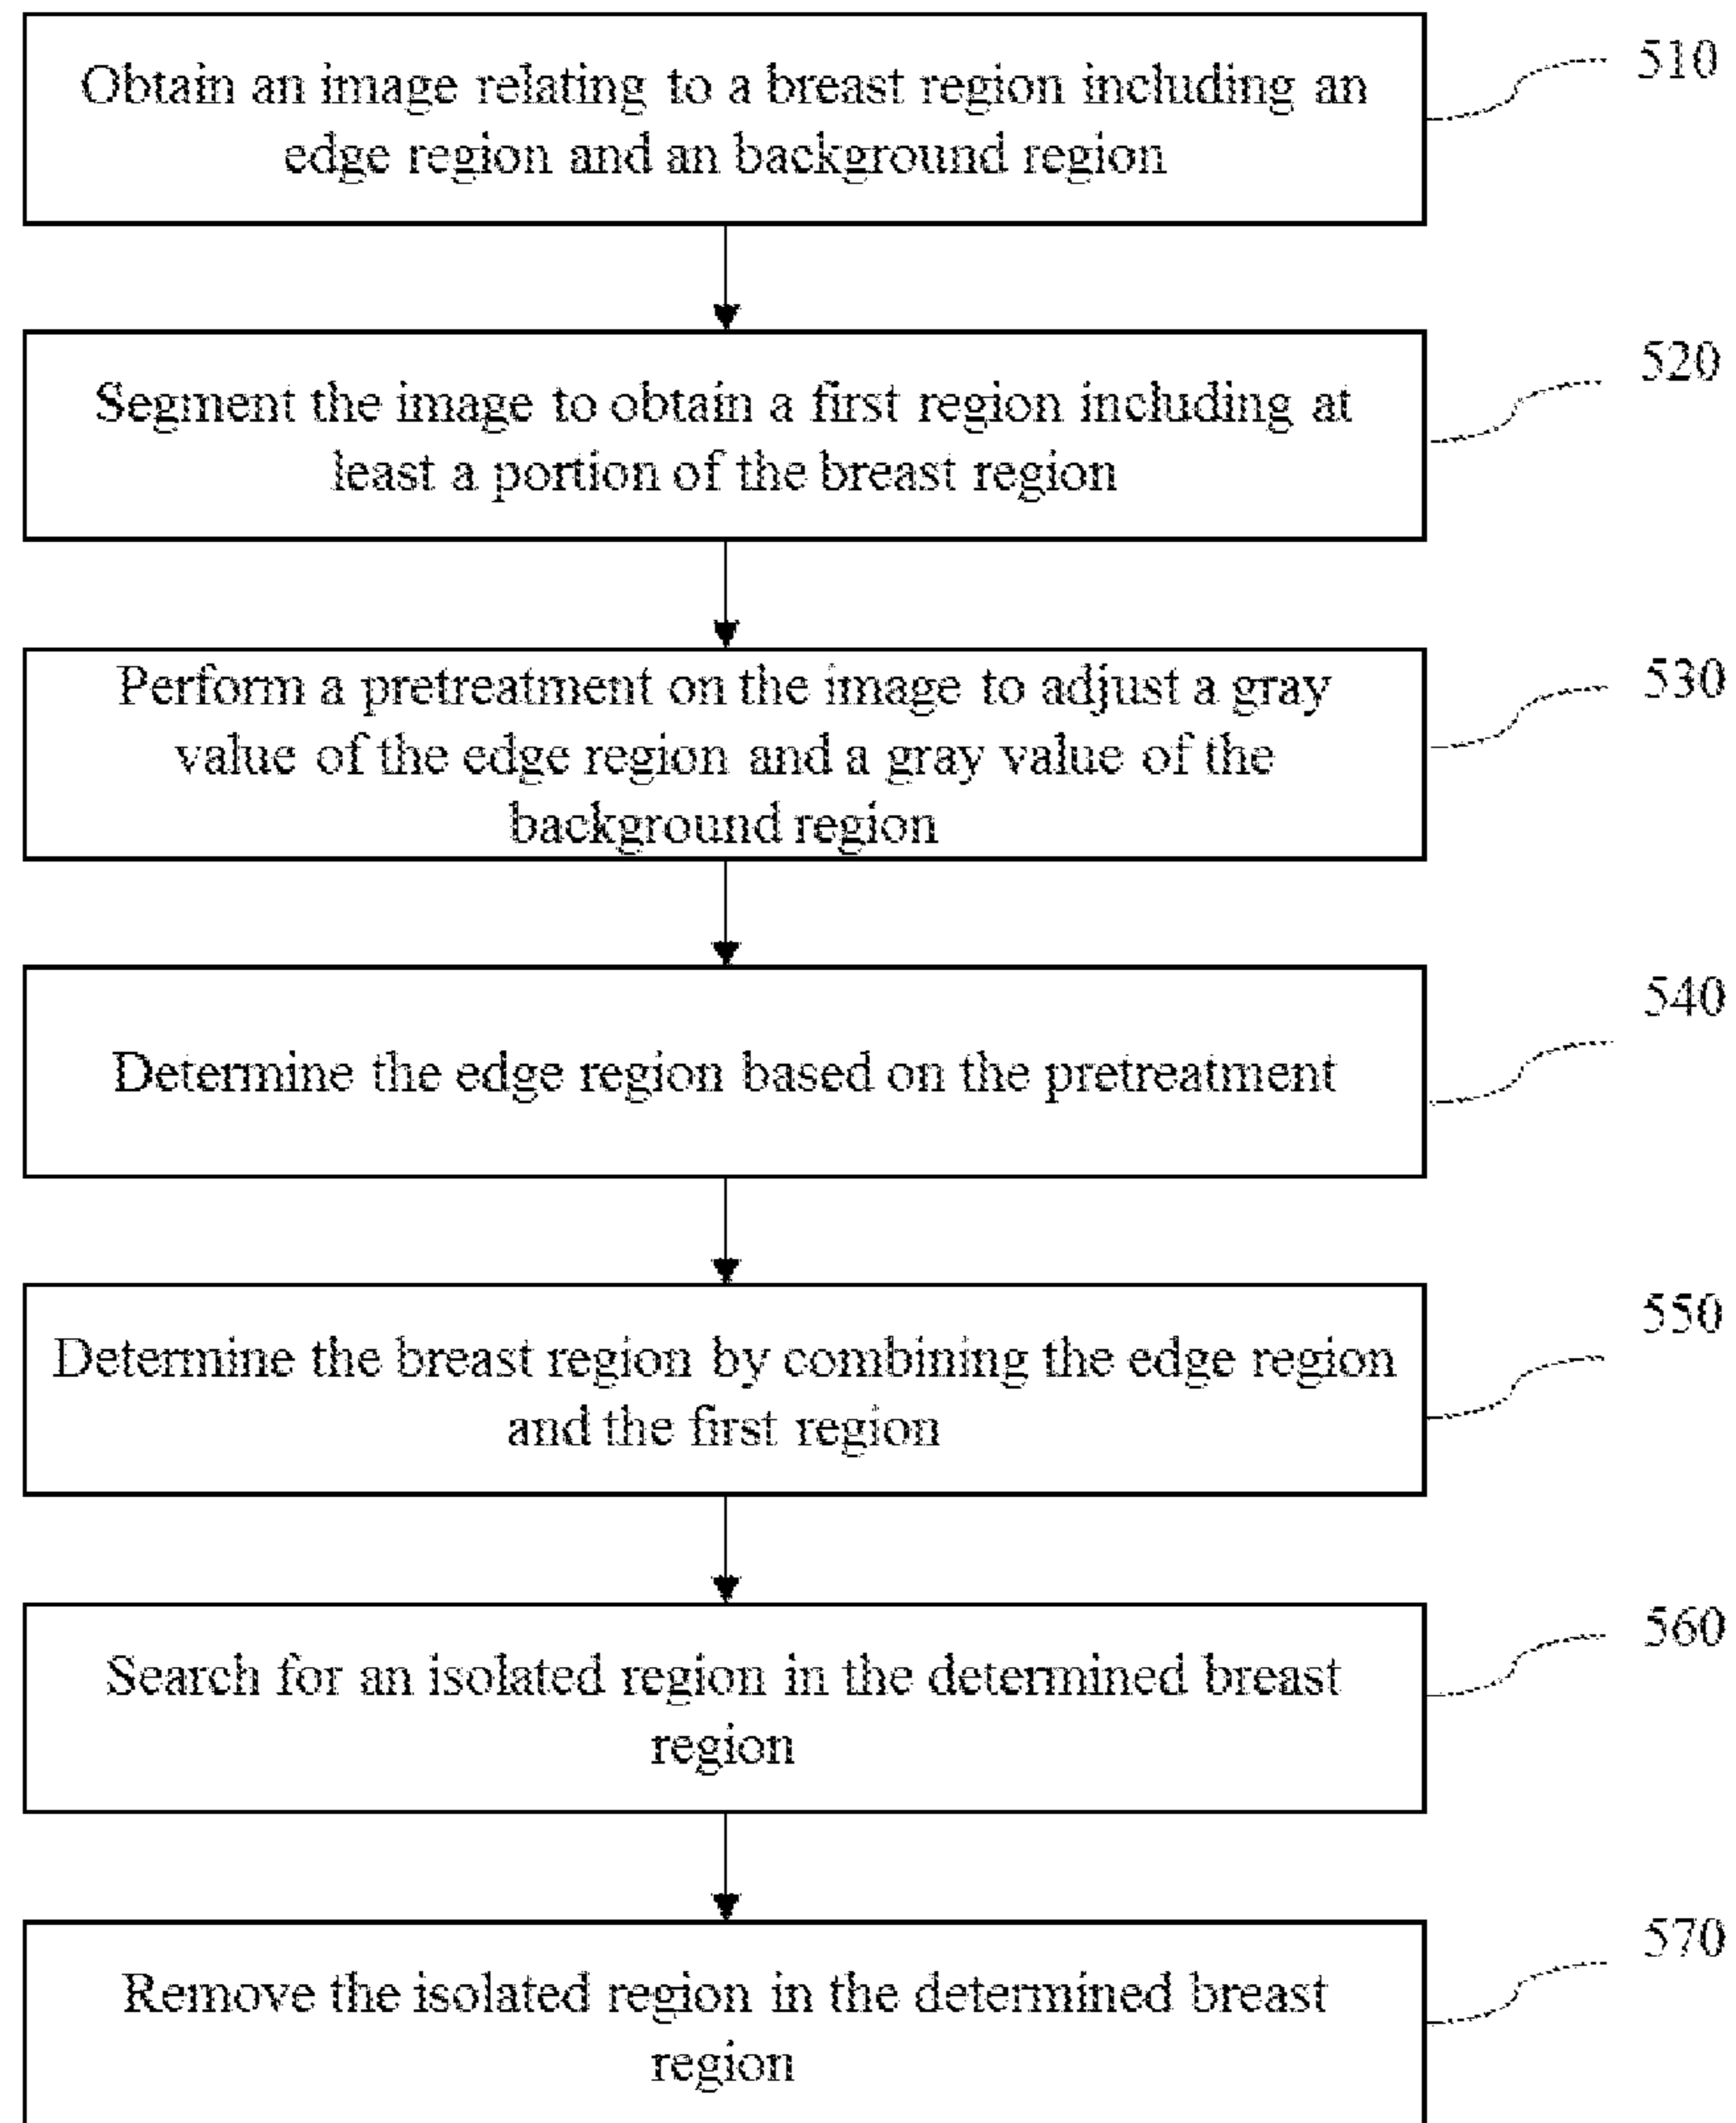 510
Obtain an image relating to a breast region including an
edge region and an background region
520
Segment the image to obtain a first region including at
least a portion of the breast region
530
Perform a pretreatment on the image to adjust a gray
value of the edge region and a gray value of the
background region
540
Determine the edge region based on the pretreatment
550
Determine the breast region by combining the edge region
and the first region
560
Search for an isolated region in the determined breast
region
570
Remove the isolated region in the determined breast
region